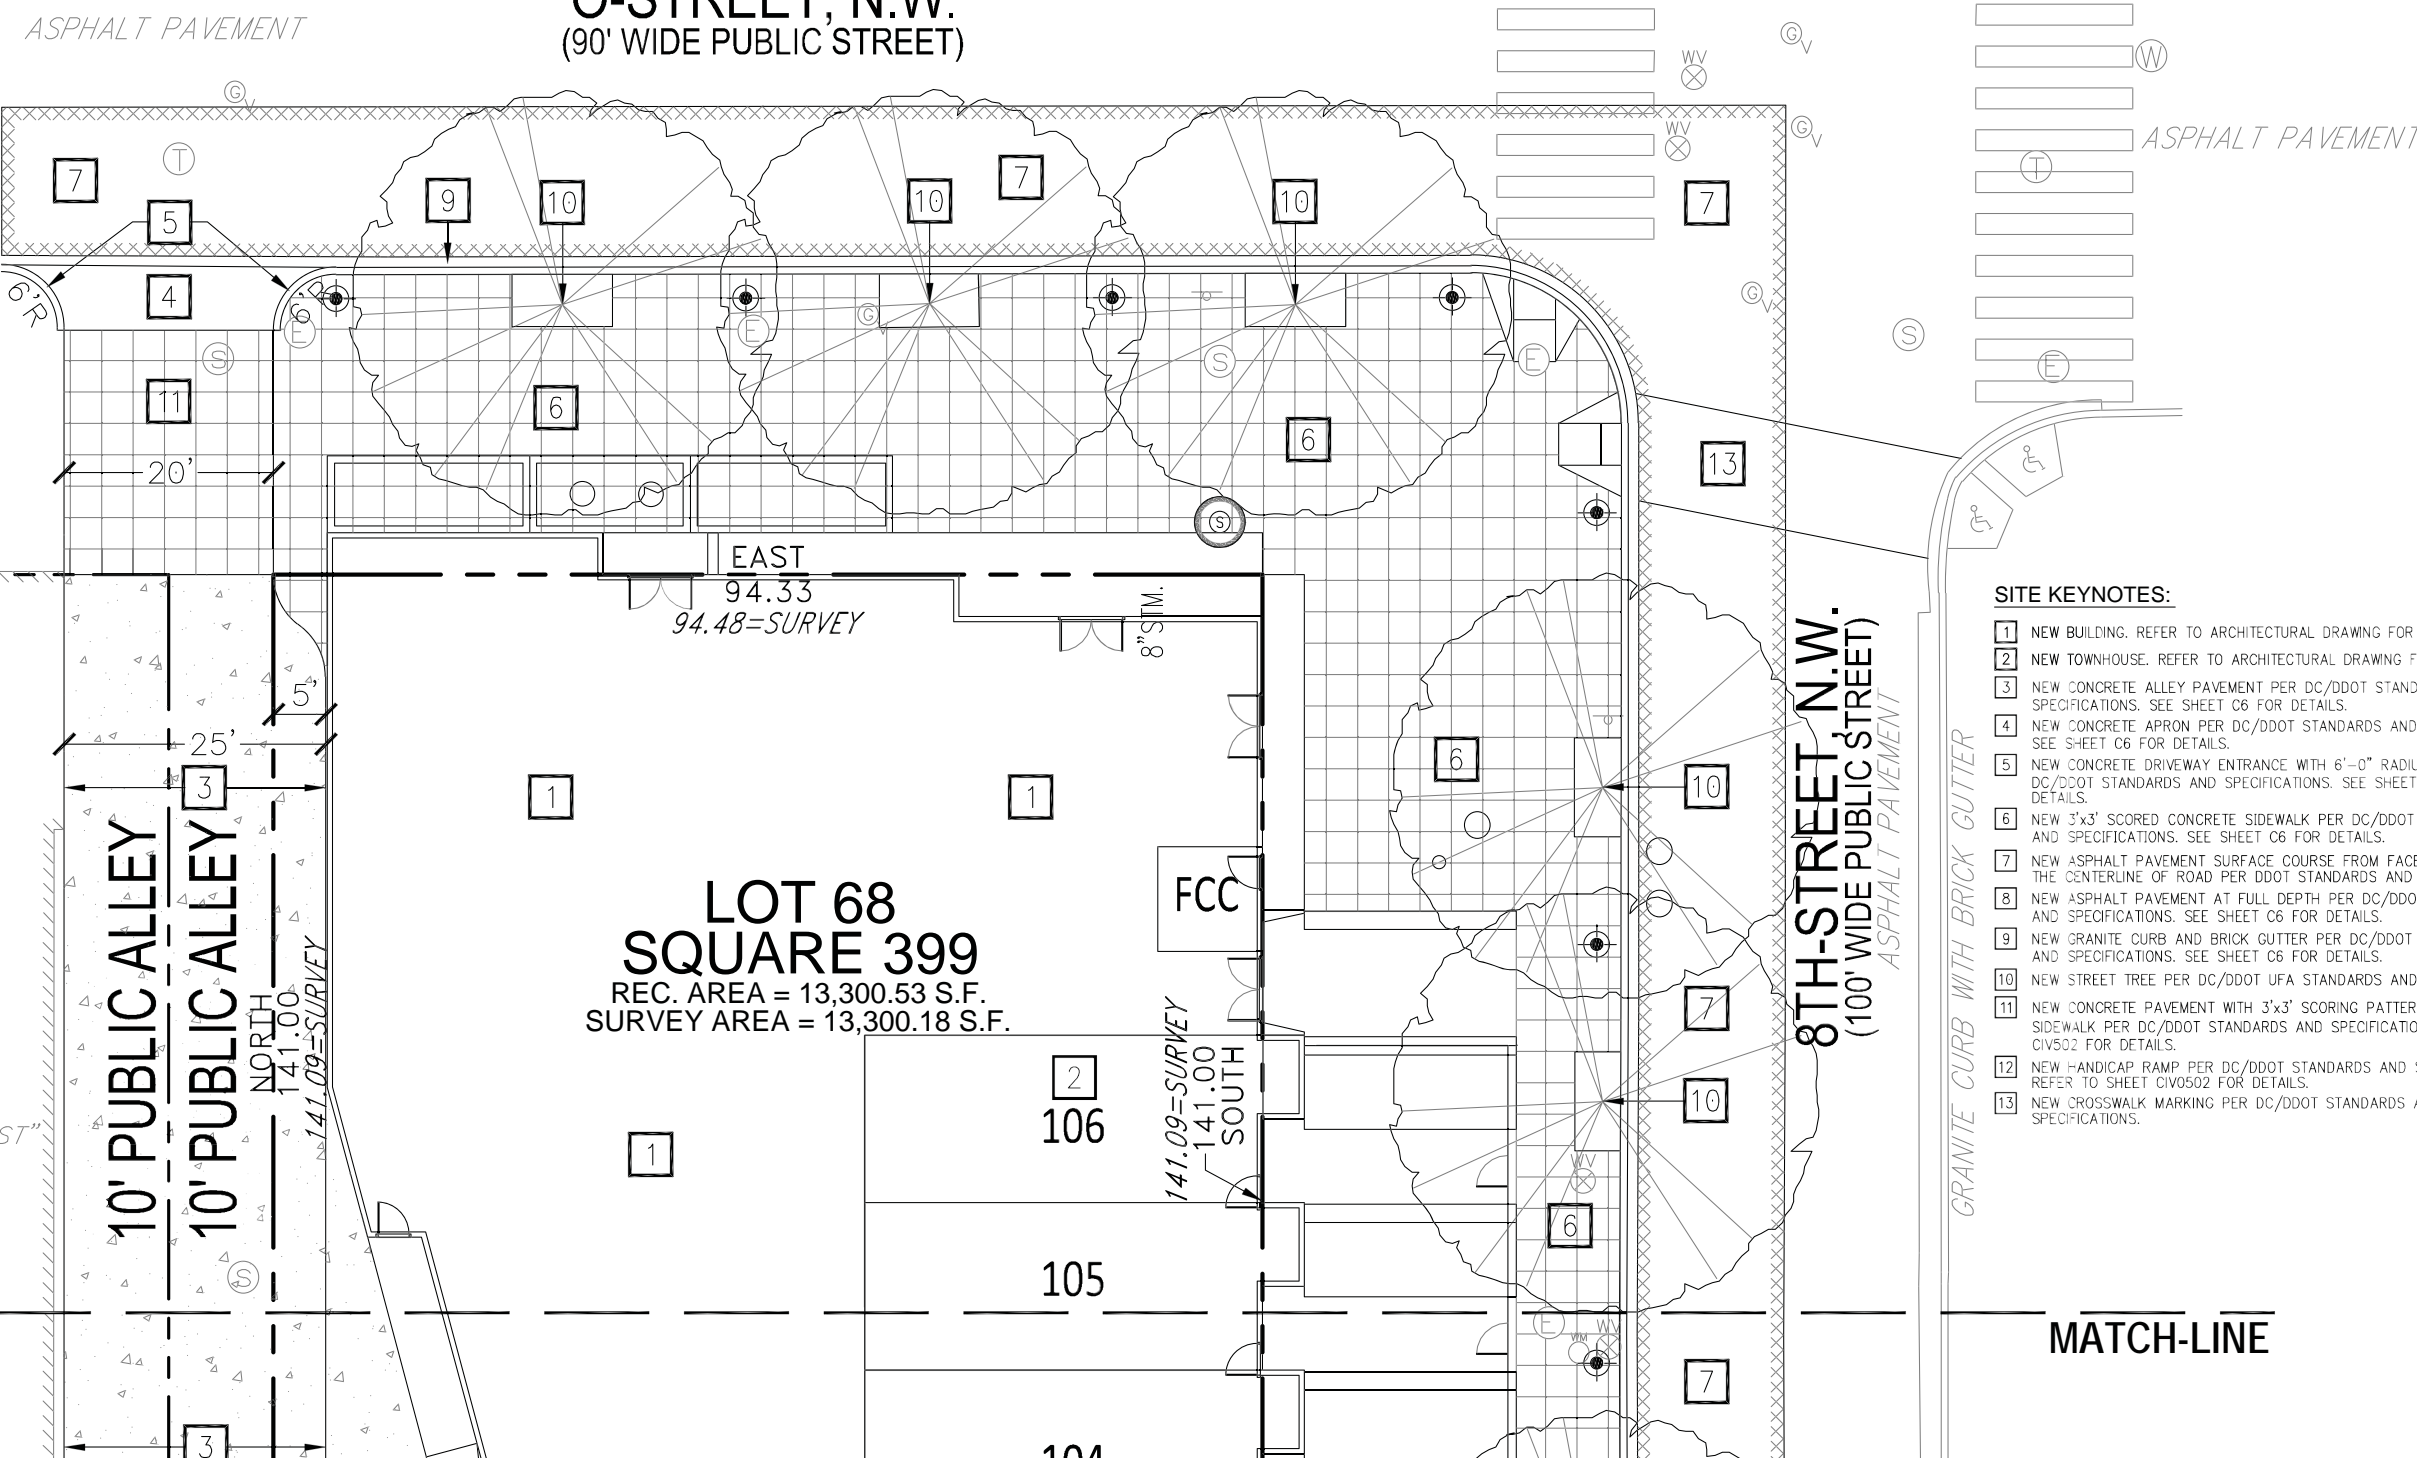 O-STREET, N.W.
(90' WIDE PUBLIC STREET)
ASPHALT PAVEMENT
G
V
G
V
WV
W
WV
G
V
ASPHALT PAVEMENT
7
T
9
10
10
7
10
7
T
5
4
6'R
6'R
E
E
G
V
G
V
S
S
S
E
E
11
6
6
13
20'
S
EAST
94.33
94.48=SURVEY
8"STM.
5'
25'
3
1
1
6
10
10' PUBLIC ALLEY
10' PUBLIC ALLEY
NORTH
141.00
141.09=SURVEY
LOT 68
SQUARE 399
REC. AREA = 13,300.53 S.F.
SURVEY AREA = 13,300.18 S.F.
FCC
141.09=SURVEY
141.00
SOUTH
7
2
106
10
1
WV
6
ST"
S
105
E
WM
WV
7
3
104
8TH-STREET, N.W.
(100' WIDE PUBLIC STREET)
ASPHALT PAVEMENT
GRANITE CURB WITH BRICK GUTTER
MATCH-LINE
SITE KEYNOTES:
1 NEW BUILDING. REFER TO ARCHITECTURAL DRAWING FOR
2 NEW TOWNHOUSE. REFER TO ARCHITECTURAL DRAWING F
3 NEW CONCRETE ALLEY PAVEMENT PER DC/DDOT STAND
SPECIFICATIONS. SEE SHEET C6 FOR DETAILS.
4 NEW CONCRETE APRON PER DC/DDOT STANDARDS AND
SEE SHEET C6 FOR DETAILS.
5 NEW CONCRETE DRIVEWAY ENTRANCE WITH 6'-0" RADIU
DC/DDOT STANDARDS AND SPECIFICATIONS. SEE SHEET
DETAILS.
6 NEW 3'x3' SCORED CONCRETE SIDEWALK PER DC/DDOT
AND SPECIFICATIONS. SEE SHEET C6 FOR DETAILS.
7 NEW ASPHALT PAVEMENT SURFACE COURSE FROM FACE
THE CENTERLINE OF ROAD PER DDOT STANDARDS AND
8 NEW ASPHALT PAVEMENT AT FULL DEPTH PER DC/DDO
AND SPECIFICATIONS. SEE SHEET C6 FOR DETAILS.
9 NEW GRANITE CURB AND BRICK GUTTER PER DC/DDOT
AND SPECIFICATIONS. SEE SHEET C6 FOR DETAILS.
10 NEW STREET TREE PER DC/DDOT UFA STANDARDS AND
11 NEW CONCRETE PAVEMENT WITH 3'x3' SCORING PATTER
SIDEWALK PER DC/DDOT STANDARDS AND SPECIFICATIO
CIV502 FOR DETAILS.
12 NEW HANDICAP RAMP PER DC/DDOT STANDARDS AND S
REFER TO SHEET CIV0502 FOR DETAILS.
13 NEW CROSSWALK MARKING PER DC/DDOT STANDARDS A
SPECIFICATIONS.